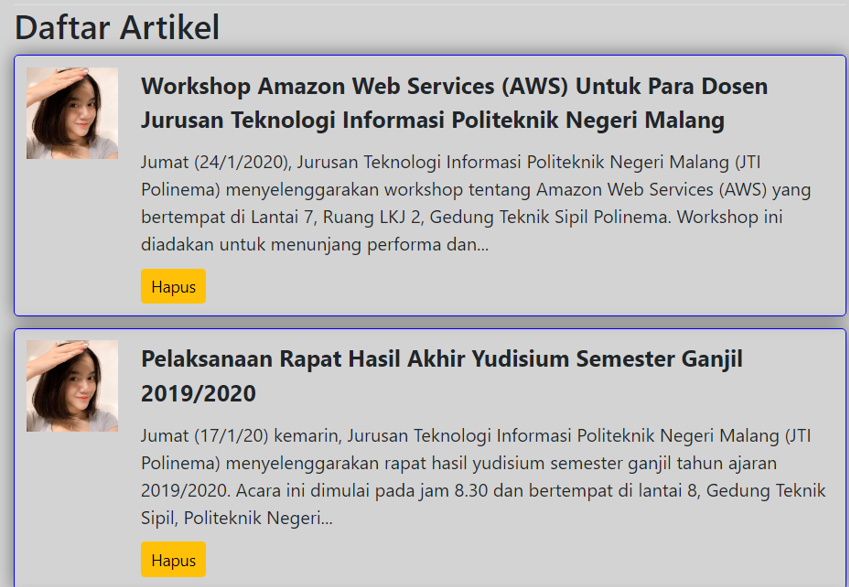 Daftar Artikel
Workshop Amazon Web Services (AWS) Untuk Para Dosen
Jurusan Teknologi Informasi Politeknik Negeri Malang
Jumat (24/1/2020), Jurusan Teknologi Informasi Politeknik Negeri Malang (JTI
Polinema) menyelenggarakan workshop tentang Amazon Web Services (AWS) yang
bertempat di Lantai 7, Ruang LKJ 2, Gedung Teknik Sipil Polinema. Workshop ini
diadakan untuk menunjang performa dan...
Hapus
Pelaksanaan Rapat Hasil Akhir Yudisium Semester Ganjil
2019/2020
Jumat (17/1/20) kemarin, Jurusan Teknologi Informasi Politeknik Negeri Malang (JTI
Polinema) menyelenggarakan rapat hasil yudisium semester ganjil tahun ajaran
2019/2020. Acara ini dimulai pada jam 8.30 dan bertempat di lantai 8, Gedung Teknik
Sipil, Politeknik Negeri...
Hapus